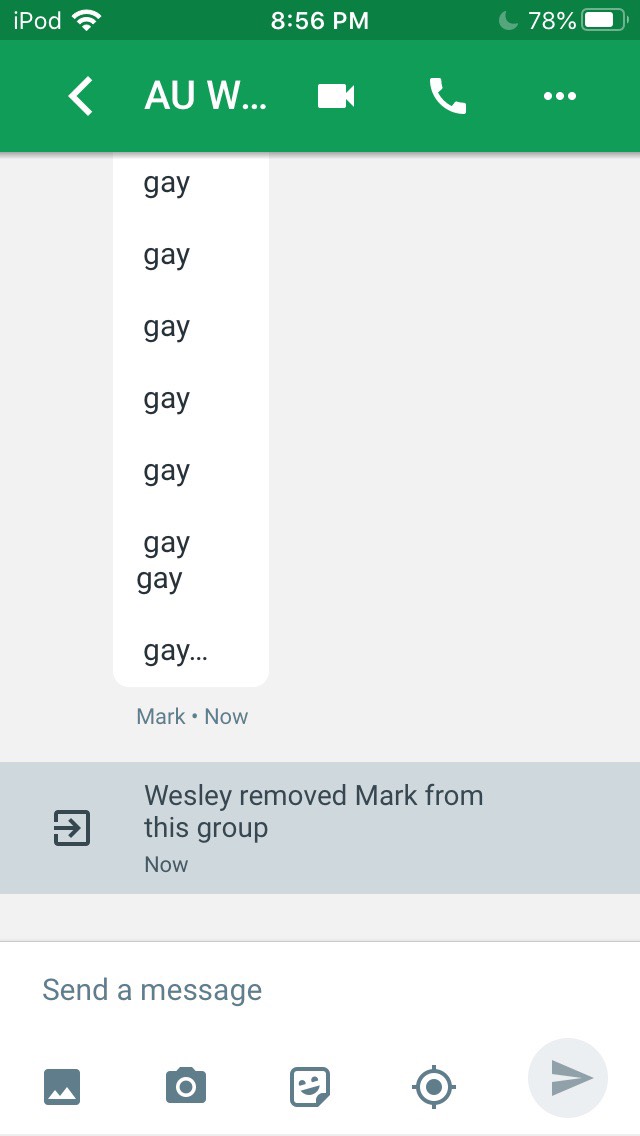 iPod 8:56 PM 78%
AU W...
gay
gay
gay
gay
gay
gay
gay
gay...
Mark • Now
Wesley removed Mark from
this group
Now
Send a message